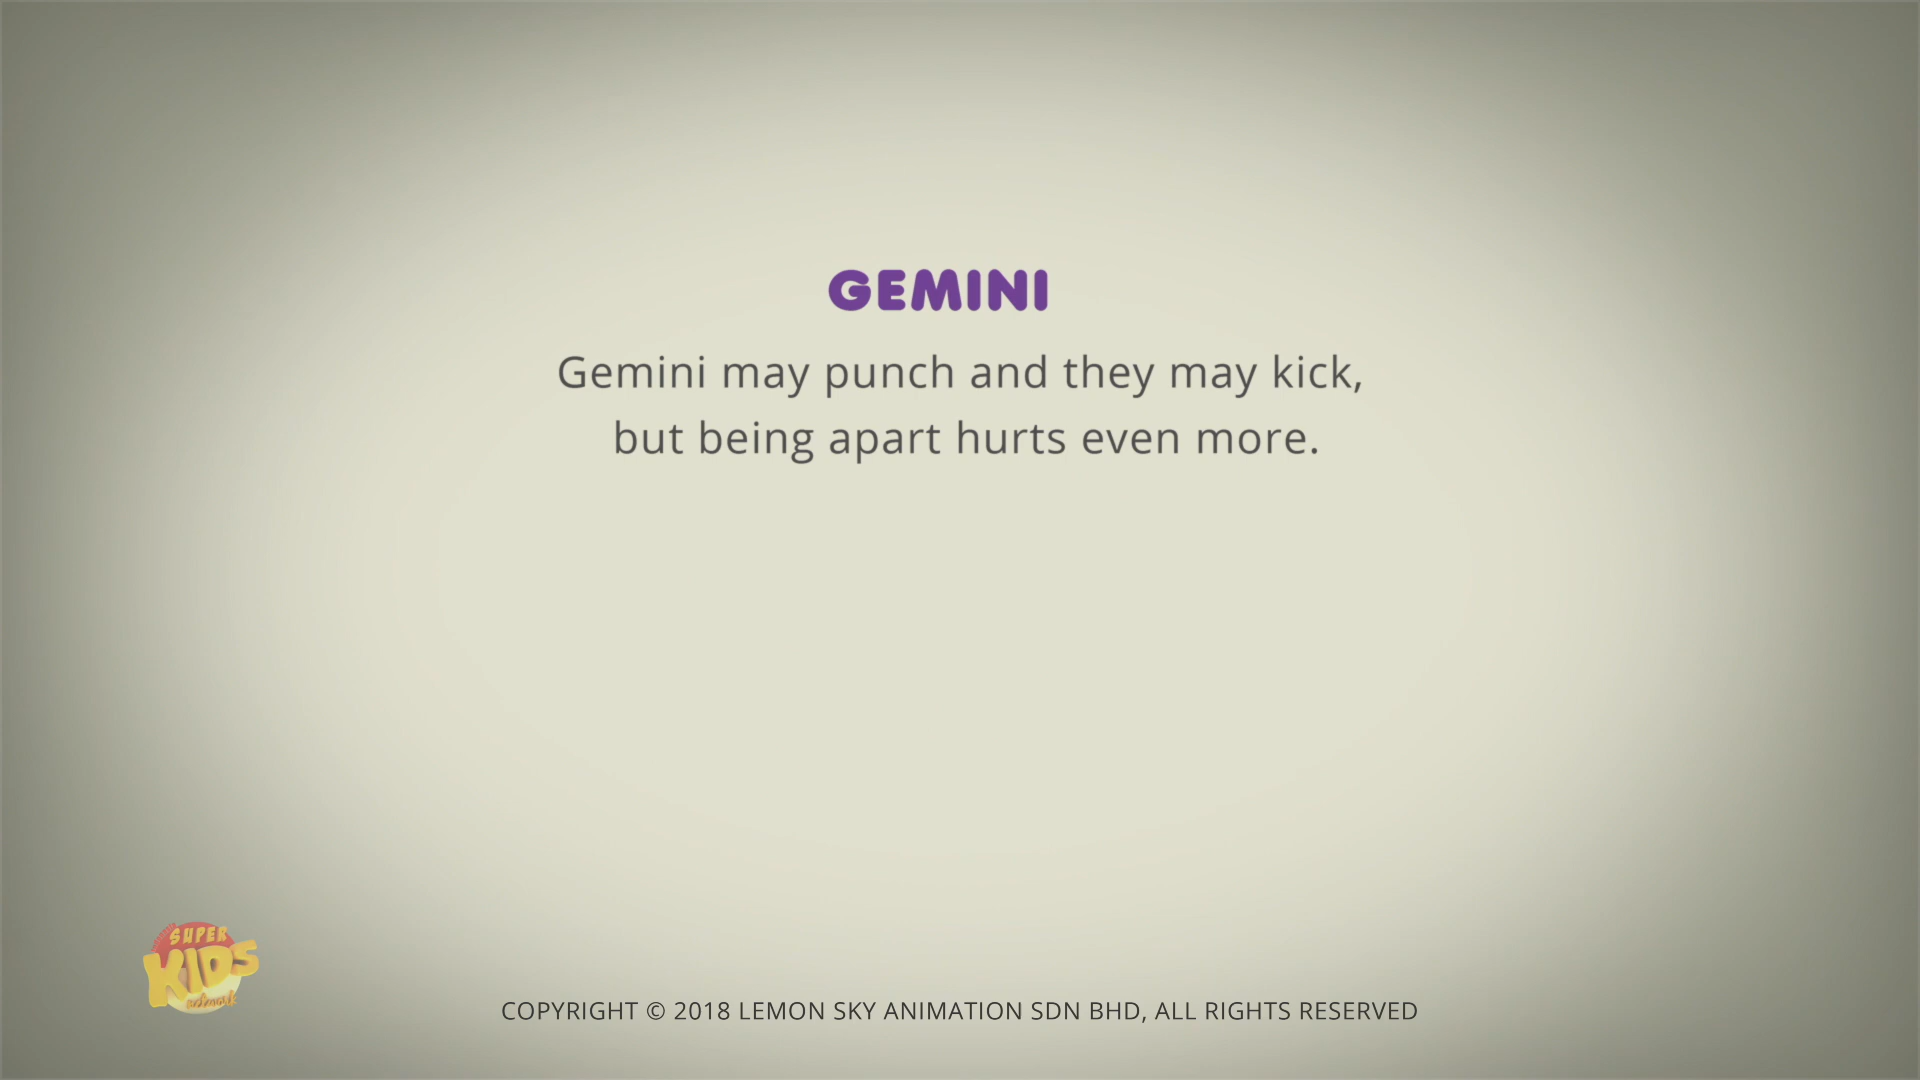 GEMINI
Gemini may punch and they may kick,
but being apart hurts even more.
SUPER
KIDS
network
COPYRIGHT © 2018 LEMON SKY ANIMATION SDN BHD, ALL RIGHTS RESERVED